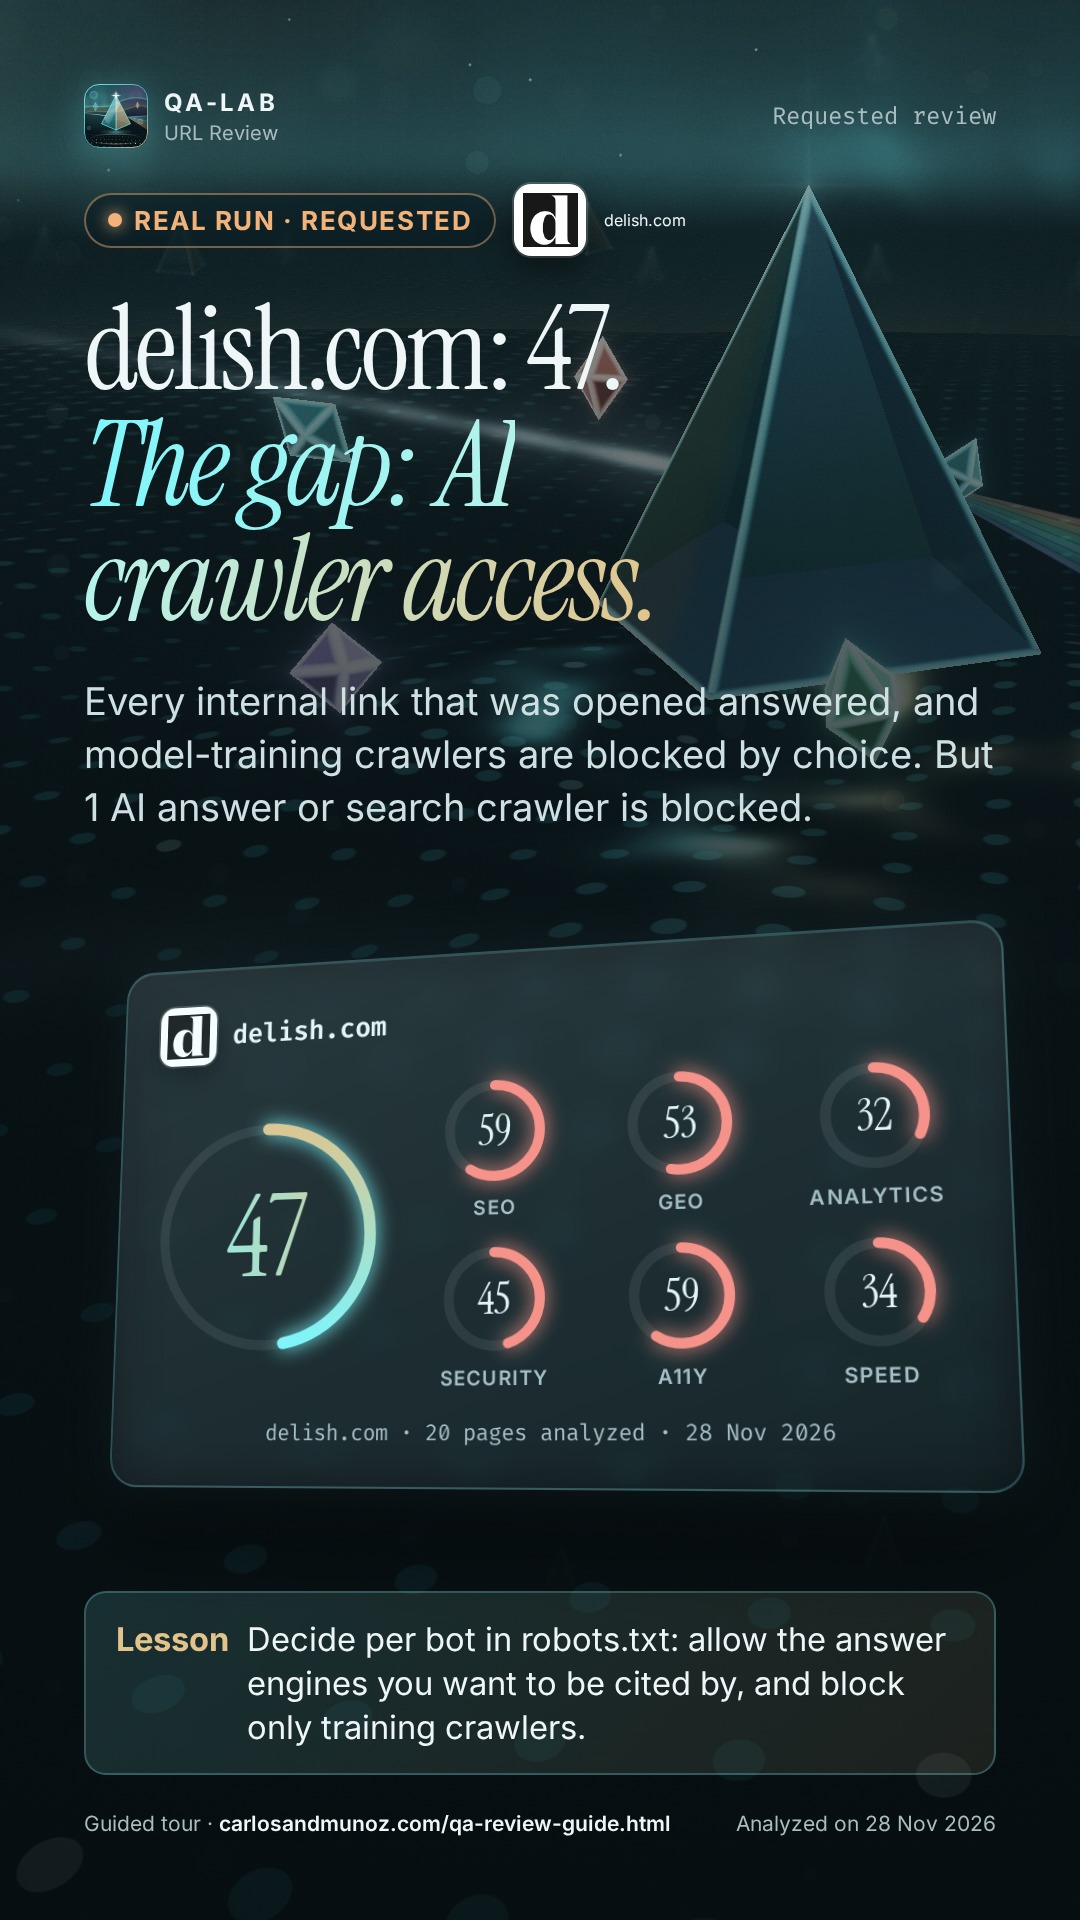 QA-LAB
URL Review
Requested review
REAL RUN · REQUESTED
d
delish.com
delish.com: 47.
The gap: AI
crawler access.
Every internal link that was opened answered, and
model-training crawlers are blocked by choice. But
1 AI answer or search crawler is blocked.
d
delish.com
47
59
SEO
53
GEO
32
ANALYTICS
45
SECURITY
59
A11Y
34
SPEED
delish.com · 20 pages analyzed · 28 Nov 2026
Lesson Decide per bot in robots.txt: allow the answer
engines you want to be cited by, and block
only training crawlers.
Guided tour · carlosandmunoz.com/qa-review-guide.html
Analyzed on 28 Nov 2026